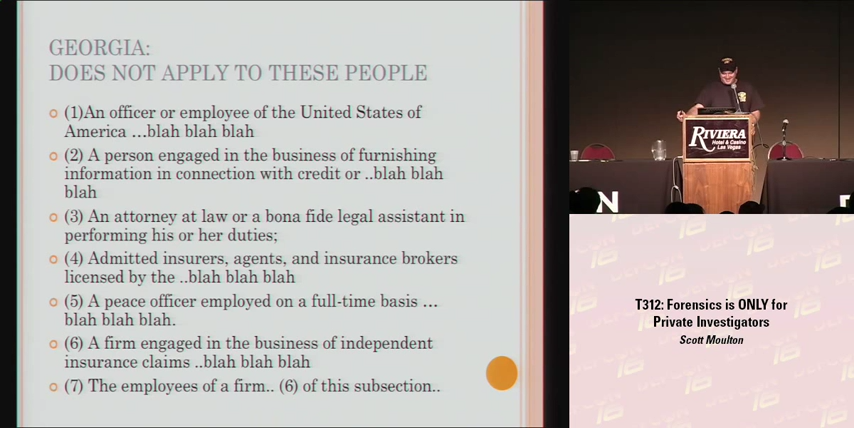 GEORGIA:
DOES NOT APPLY TO THESE PEOPLE
(1)An officer or employee of the United States of
America ...blah blah blah
(2) A person engaged in the business of furnishing
information in connection with credit or ..blah blah
blah
(3) An attorney at law or a bona fide legal assistant in
performing his or her duties;
(4) Admitted insurers, agents, and insurance brokers
licensed by the ..blah blah blah
(5) A peace officer employed on a full-time basis ...
blah blah blah.
(6) A firm engaged in the business of independent
insurance claims ..blah blah blah
(7) The employees of a firm.. (6) of this subsection..
RIVIERA
Hotel & Casino
Las Vegas
N
T312: Forensics is ONLY for
Private Investigators
Scott Moulton